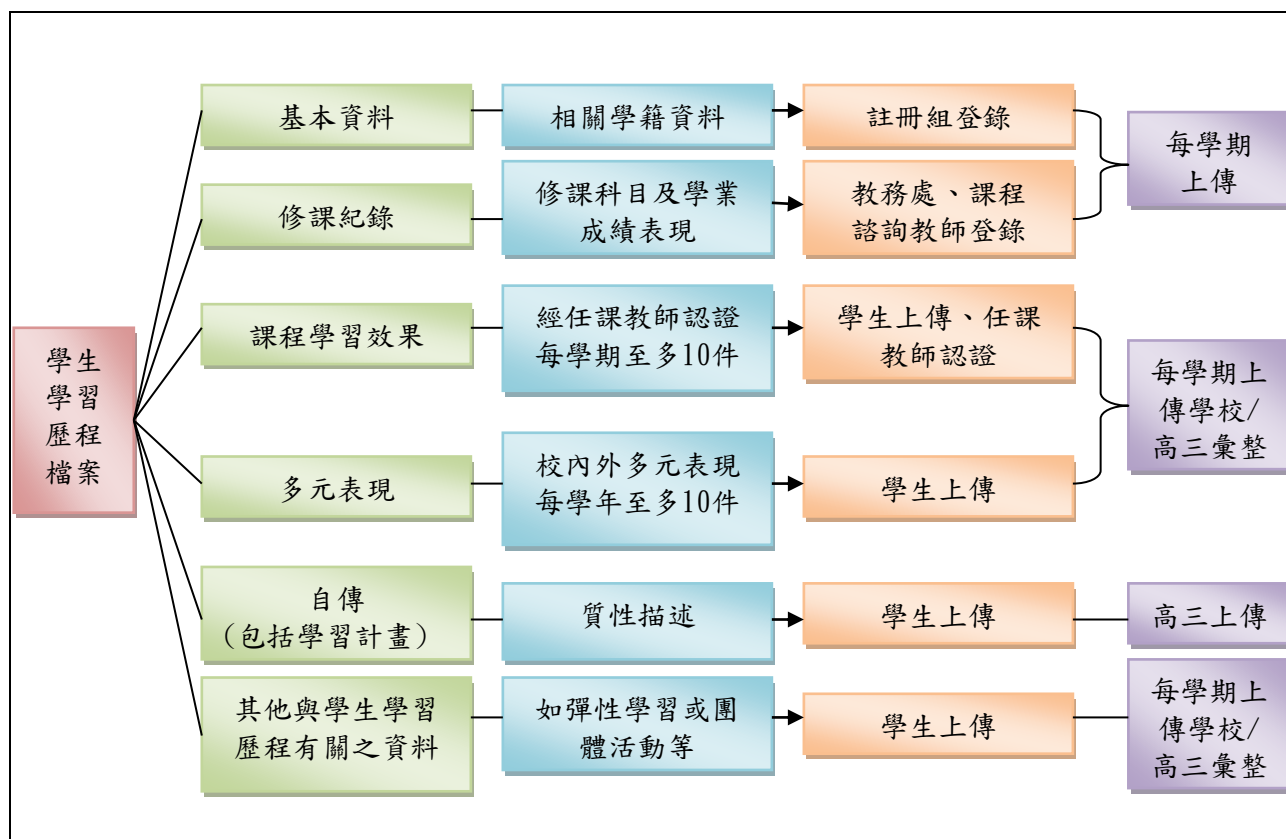 學生
學習
歷程
檔案
基本資料
相關學籍資料
註冊組登錄
修課紀錄
修課科目及學業
成績表現
教務處、課程
諮詢教師登錄
每學期
上傳
課程學習效果
經任課教師認證
每學期至多10件
學生上傳、任課
教師認證
多元表現
校內外多元表現
每學年至多10件
學生上傳
每學期上
傳學校/
高三彙整
自傳
(包括學習計畫)
質性描述
學生上傳
高三上傳
其他與學生學習
歷程有關之資料
如彈性學習或團
體活動等
學生上傳
每學期上
傳學校/
高三彙整